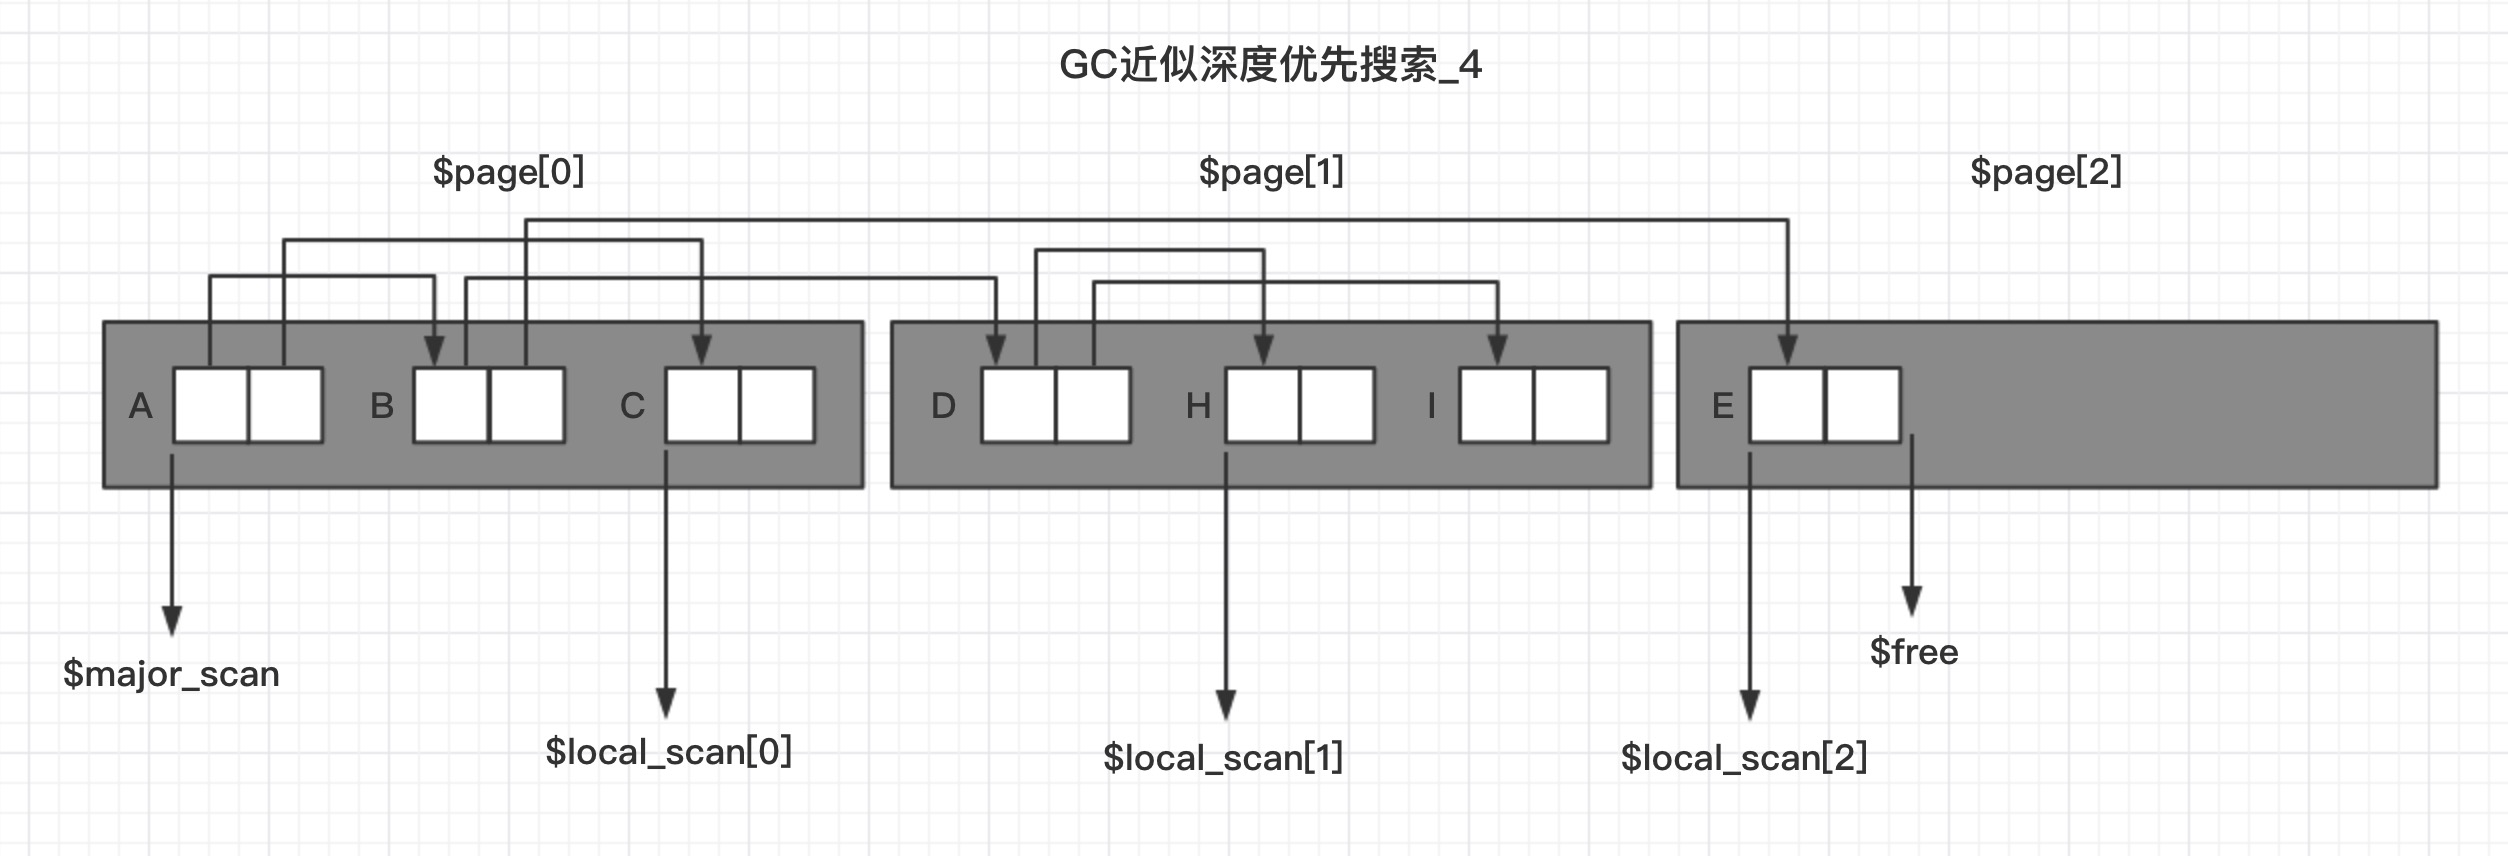 GC近似深度优先搜索_4
$page[0] $page[1] $page[2]
A B C D H I E
$major_scan
$local_scan[0]
$local_scan[1]
$local_scan[2]
$free